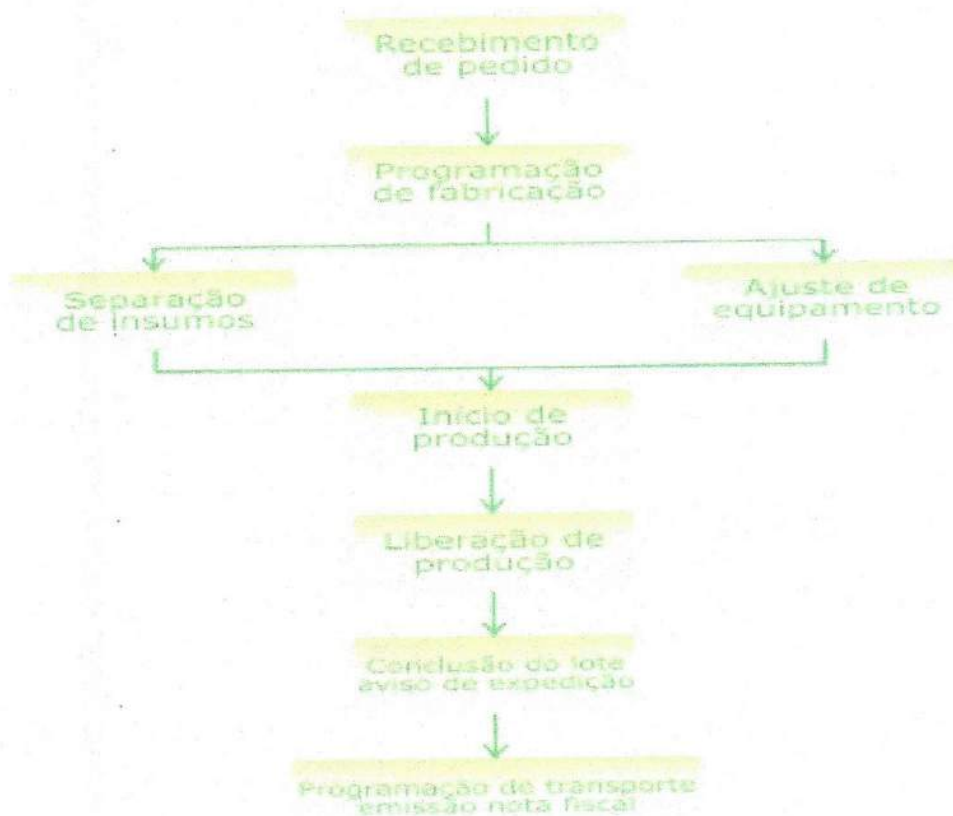 Recebimento
de pedido
Programação
de fabricação
Separação
de insumos
Ajuste de
equipamento
Início de
produção
Liberação de
produção
Conclusão do lote
aviso de expedição
Programação de transporte
emissão nota fiscal